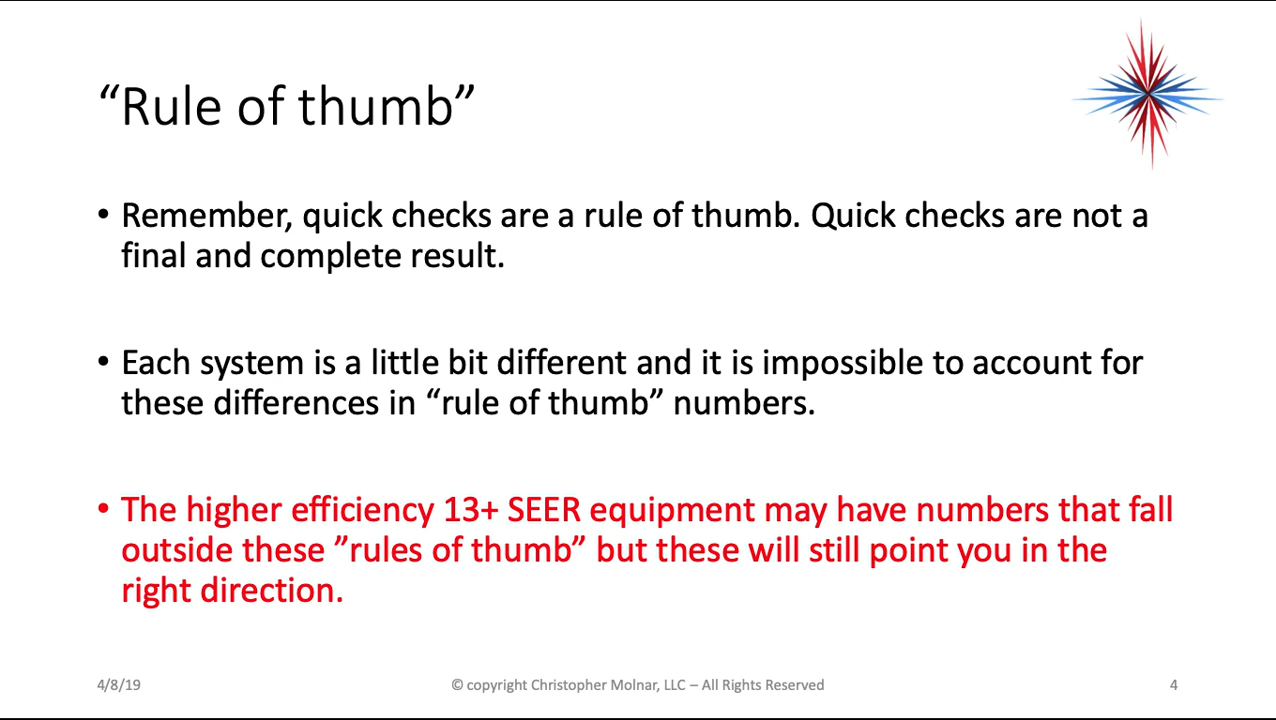 “Rule of thumb”
• Remember, quick checks are a rule of thumb. Quick checks are not a
final and complete result.
• Each system is a little bit different and it is impossible to account for
these differences in “rule of thumb” numbers.
• The higher efficiency 13+ SEER equipment may have numbers that fall
outside these ”rules of thumb” but these will still point you in the
right direction.
4/8/19
© copyright Christopher Molnar, LLC – All Rights Reserved
4